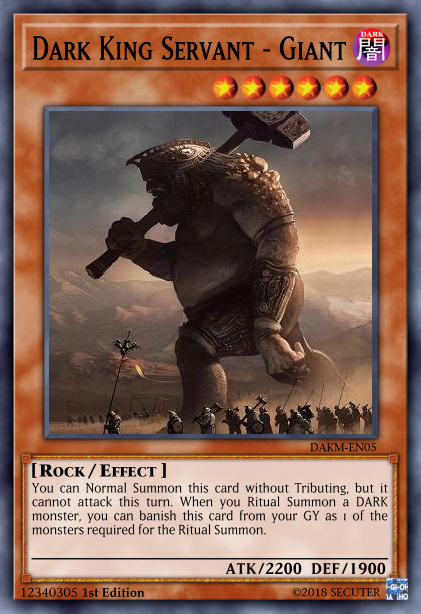 DARK KING SERVANT - GIANT
DARK
闇
DAKM-EN05
[ROCK / EFFECT ]
You can Normal Summon this card without Tributing, but it
cannot attack this turn. When you Ritual Summon a DARK
monster, you can banish this card from your GY as 1 of the
monsters required for the Ritual Summon.
ATK/2200 DEF/1900
12340305 1st Edition
©2018 SECUTER